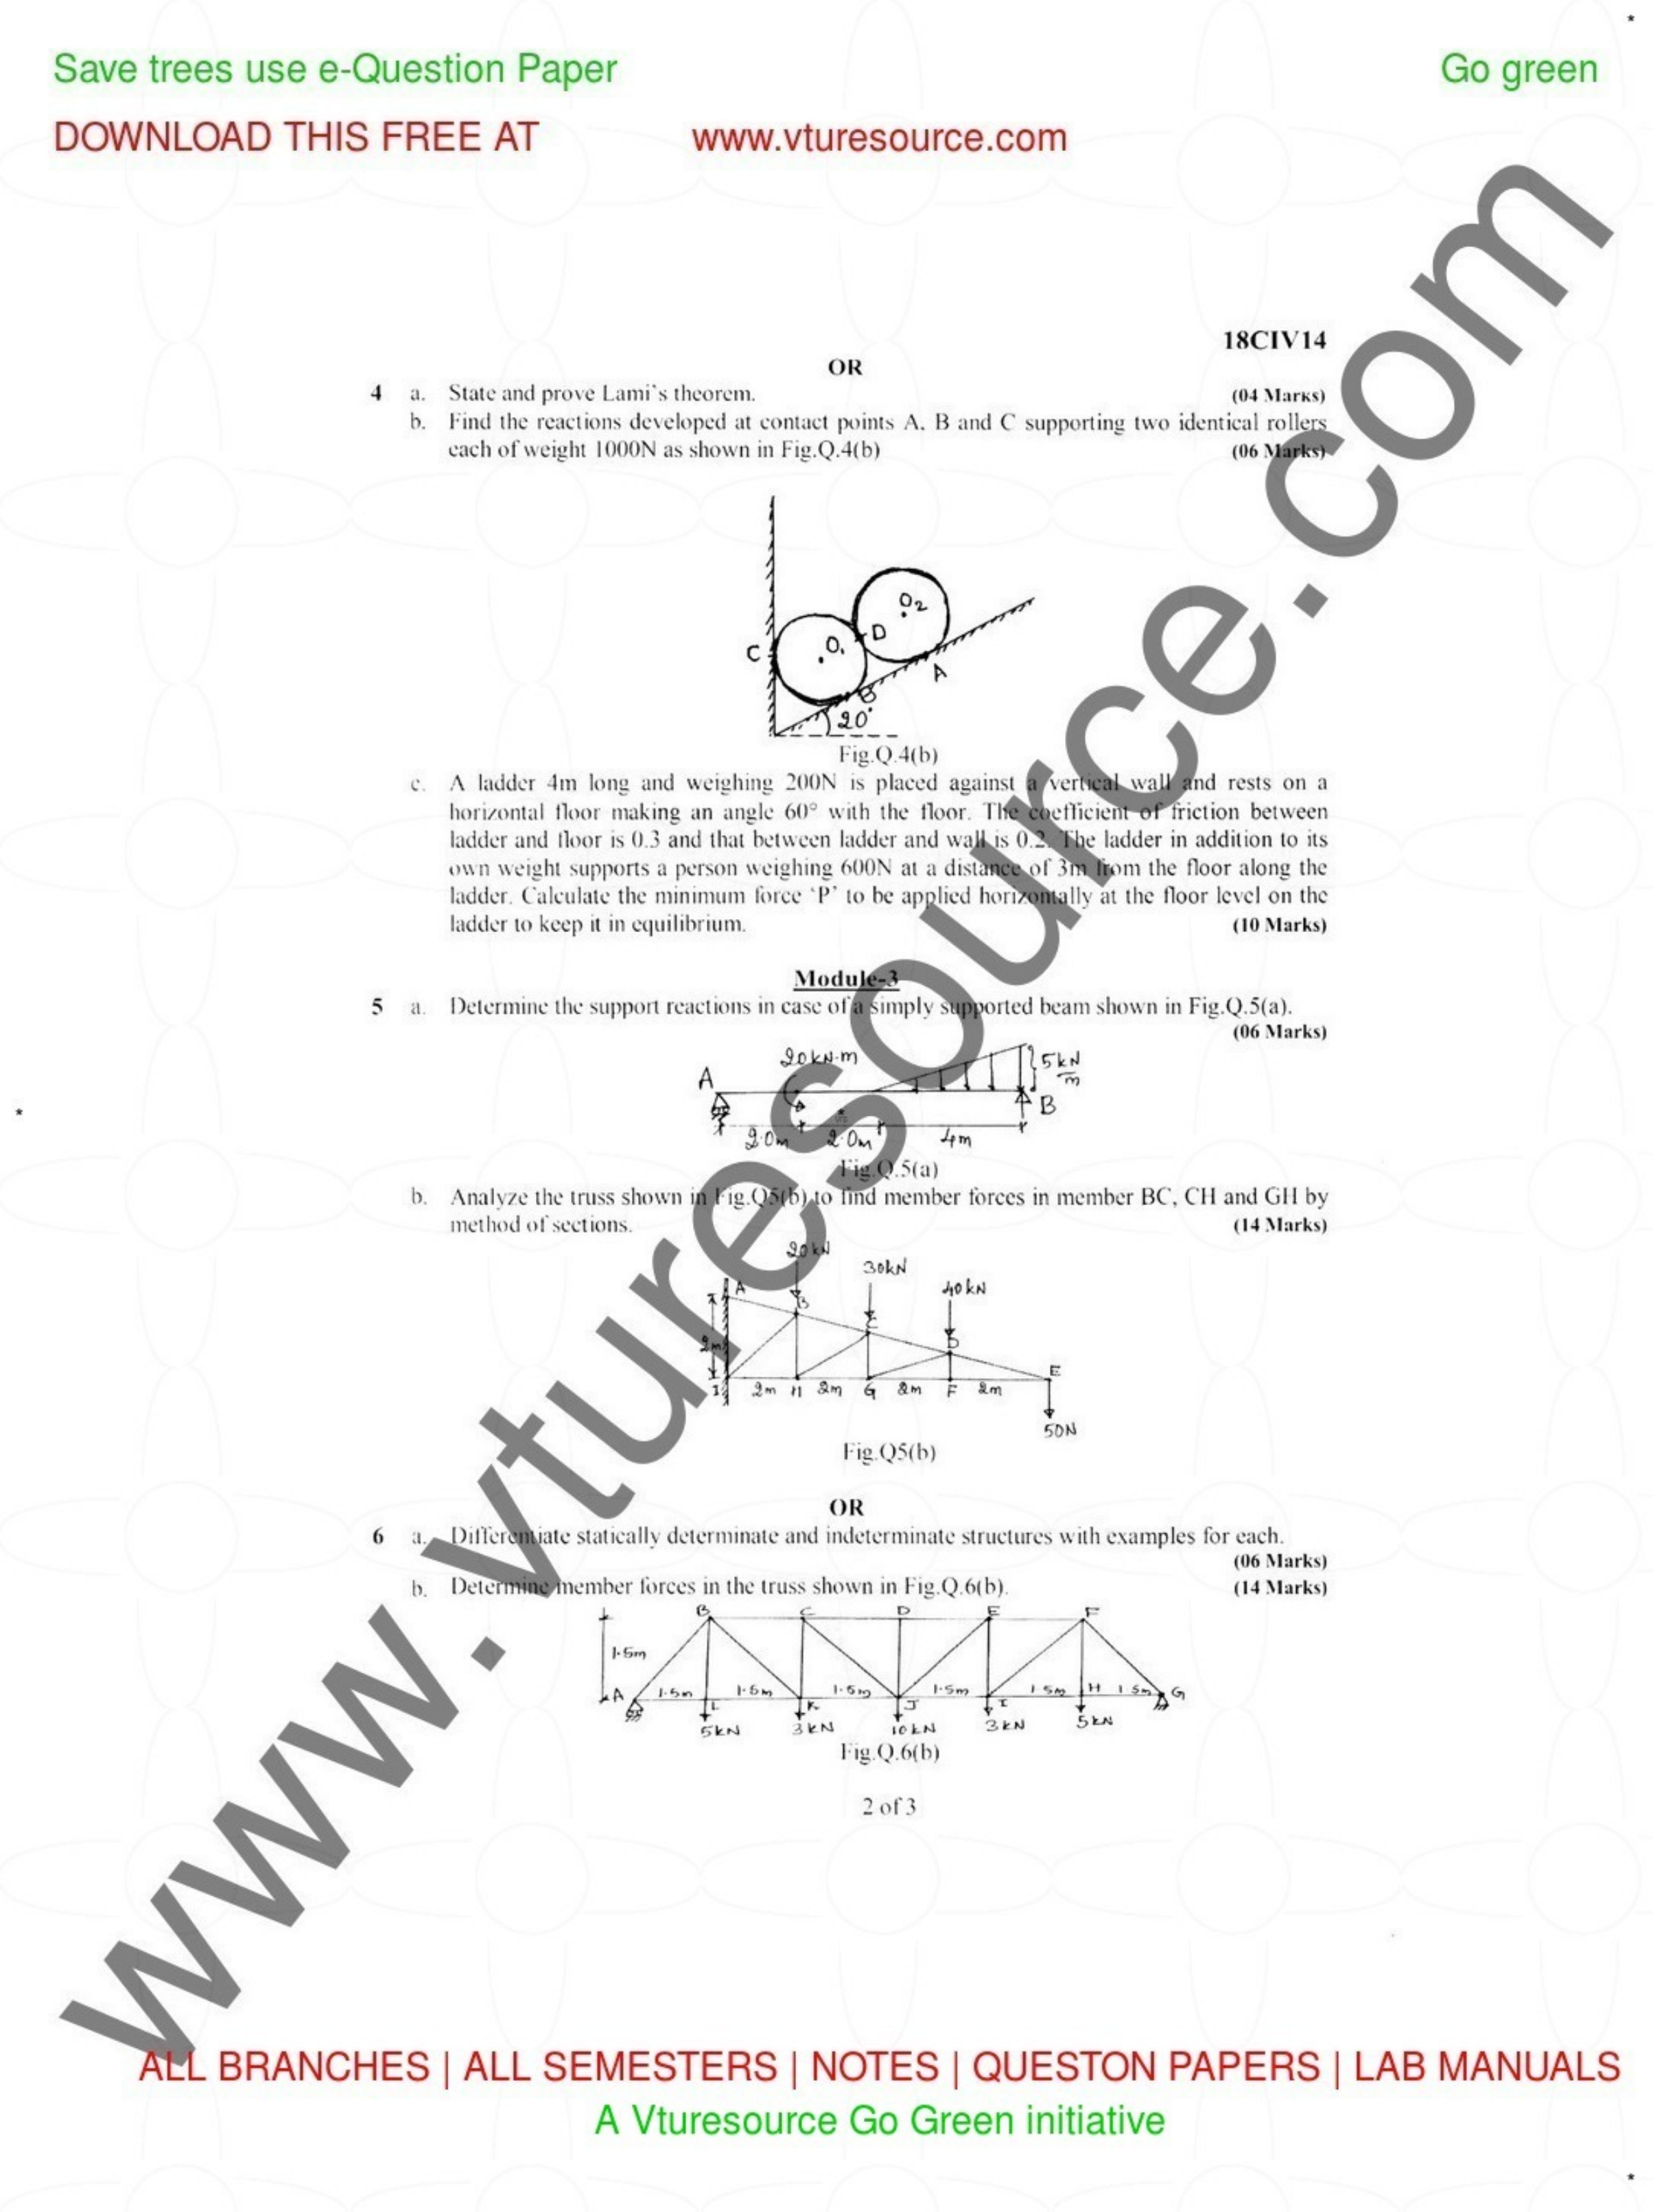 Save trees use e-Question Paper Go green
DOWNLOAD THIS FREE AT www.vturesource.com
18CIV14
OR
4 a. State and prove Lami's theorem. (04 Marks)
b. Find the reactions developed at contact points A, B and C supporting two identical rollers
each of weight 1000N as shown in Fig.Q.4(b) (06 Marks)
O2
D
O1
C
A
B
20°
Fig.Q.4(b)
c. A ladder 4m long and weighing 200N is placed against a vertical wall and rests on a
horizontal floor making an angle 60° with the floor. The coefficient of friction between
ladder and floor is 0.3 and that between ladder and wall is 0.2. The ladder in addition to its
own weight supports a person weighing 600N at a distance of 3m from the floor along the
ladder. Calculate the minimum force ‘P’ to be applied horizontally at the floor level on the
ladder to keep it in equilibrium. (10 Marks)
Module-3
5 a. Determine the support reactions in case of a simply supported beam shown in Fig.Q.5(a).
(06 Marks)
20kN-m
5kN/m
A
B
2.0m 2.0m 4m
Fig.Q.5(a)
b. Analyze the truss shown in Fig.Q5(b) to find member forces in member BC, CH and GH by
method of sections. (14 Marks)
20kN
30kN
40kN
A
B
C
D
2m
E
I 2m H 2m G 2m F 2m
50N
Fig.Q5(b)
OR
6 a. Differentiate statically determinate and indeterminate structures with examples for each.
(06 Marks)
b. Determine member forces in the truss shown in Fig.Q.6(b). (14 Marks)
B C D E F
1.5m
A 1.5m 1.5m 1.5m 1.5m 1.5m H 1.5m G
L K J I
5kN 3kN 10kN 3kN 5kN
Fig.Q.6(b)
2 of 3
www.vturesource.com
ALL BRANCHES | ALL SEMESTERS | NOTES | QUESTON PAPERS | LAB MANUALS
A Vturesource Go Green initiative